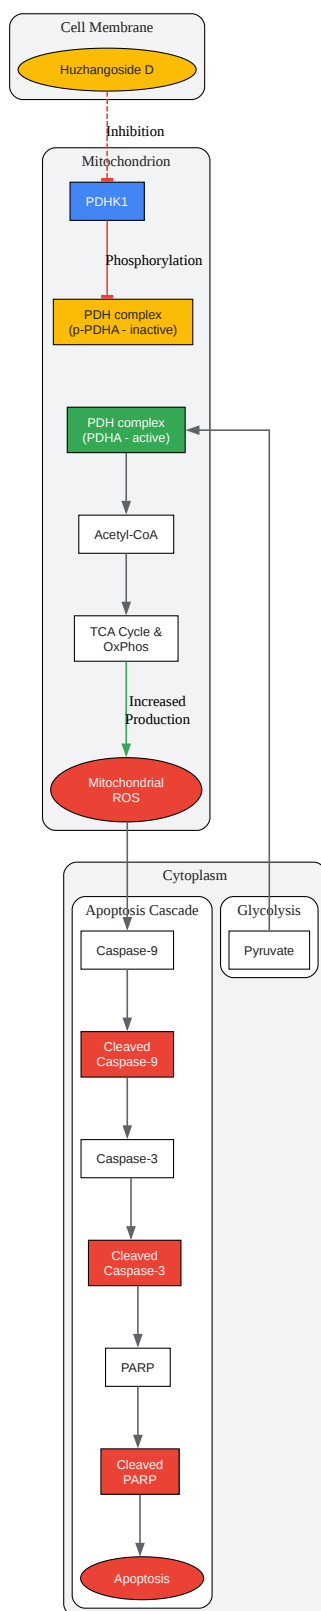 Cell Membrane
Huzhangoside D
Inhibition
Mitochondrion
PDHK1
Phosphorylation
PDH complex
(p-PDHA - inactive)
PDH complex
(PDHA - active)
Acetyl-CoA
TCA Cycle &
OxPhos
Increased
Production
Mitochondrial
ROS
Cytoplasm
Apoptosis Cascade
Glycolysis
Caspase-9
Pyruvate
Cleaved
Caspase-9
Caspase-3
Cleaved
Caspase-3
PARP
Cleaved
PARP
Apoptosis